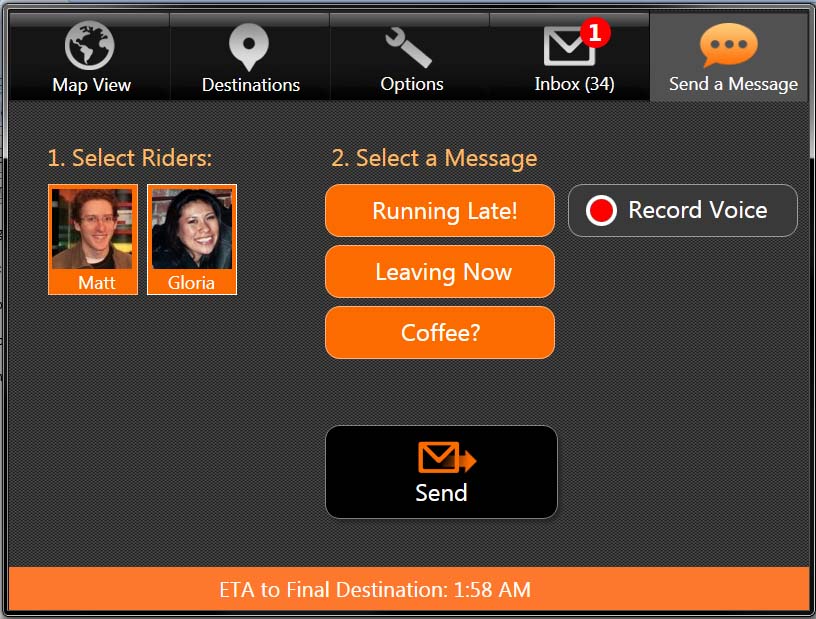 Map View
Destinations
Options
1
Inbox (34)
Send a Message
1. Select Riders:
Matt
Gloria
2. Select a Message
Running Late!
Record Voice
Leaving Now
Coffee?
Send
ETA to Final Destination: 1:58 AM